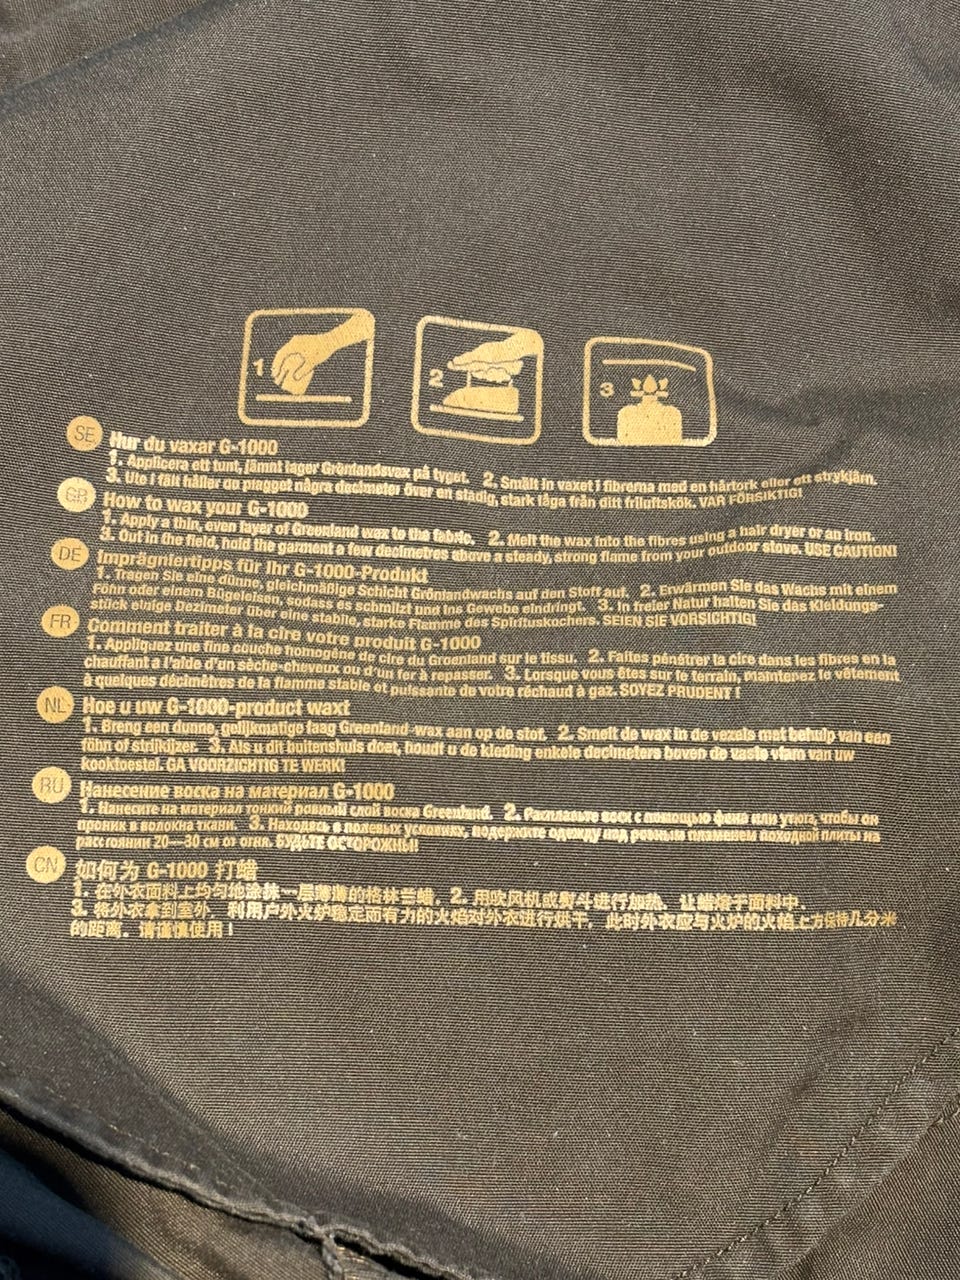 1
2
3
SE Hur du vaxar G-1000
1. Applicera ett tunt, jämnt lager Grönlandsvax på tyget. 2. Smält in vaxet i fibrerna med en hårtork eller ett strykjärn.
3. Ute i fält håller du plagget några decimeter över en stadig, stark låga från ditt friluftskök. VAR FÖRSIKTIG!
GB How to wax your G-1000
1. Apply a thin, even layer of Greenland wax to the fabric. 2. Melt the wax into the fibres using a hair dryer or an iron.
3. Out in the field, hold the garment a few decimetres above a steady, strong flame from your outdoor stove. USE CAUTION!
DE Imprägniertipps für Ihr G-1000-Produkt
1. Tragen Sie eine dünne, gleichmäßige Schicht Grönlandwachs auf den Stoff auf. 2. Erwärmen Sie das Wachs mit einem
Fönn oder einem Bügeleisen, sodass es schmilzt und ins Gewebe eindringt. 3. In freier Natur halten Sie das Kleidungs-
stück einige Dezimeter über eine stabile, starke Flamme des Spirituskochers. SEIEN SIE VORSICHTIG!
FR Comment traiter à la cire votre produit G-1000
1. Appliquez une fine couche homogène de cire du Groenland sur le tissu. 2. Faites pénétrer la cire dans les fibres en la
chauffant à l'aide d'un sèche-cheveux ou d'un fer à repasser. 3. Lorsque vous êtes sur le terrain, maintenez le vêtement
à quelques décimètres de la flamme stable et puissante de votre réchaud à gaz. SOYEZ PRUDENT !
NL Hoe u uw G-1000-product waxt
1. Breng een dunne, gelijkmatige laag Greenland-wax aan op de stof. 2. Smelt de wax in de vezels met behulp van een
föhn of strijkijzer. 3. Als u dit buitenshuis doet, houdt u de kleding enkele decimeters boven de vaste vlam van uw
kooktoestel. GA VOORZICHTIG TE WERK!
RU Нанесение воска на материал G-1000
1. Нанесите на материал тонкий ровный слой воска Greenland. 2. Расплавьте воск с помощью фена или утюга, чтобы он
проник в волокна ткани. 3. Находясь в полевых условиях, подержите одежду над ровным пламенем походной плиты на
расстоянии 20—30 см от огня. БУДЬТЕ ОСТОРОЖНЫ!
CN 如何为 G-1000 打蜡
1. 在外衣面料上均匀地涂抹一层薄薄的格林兰蜡。2. 用吹风机或熨斗进行加热，让蜡熔于面料中。
3. 将外衣拿到室外，利用户外火炉稳定而有力的火焰对外衣进行烘干，此时外衣应与火炉的火焰上方保持几分米
的距离。请谨慎使用！